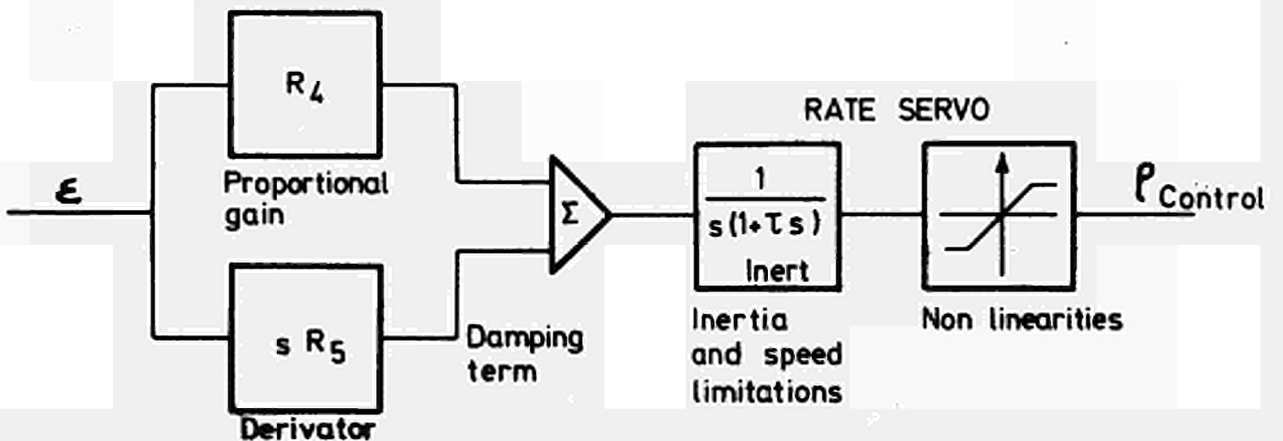 R4
Proportional
gain
ε
s R5
Derivator
Damping
term
Σ
RATE SERVO
1
s(1+τs)
Inert
Inertia
and speed
limitations
Non linearities
ρControl